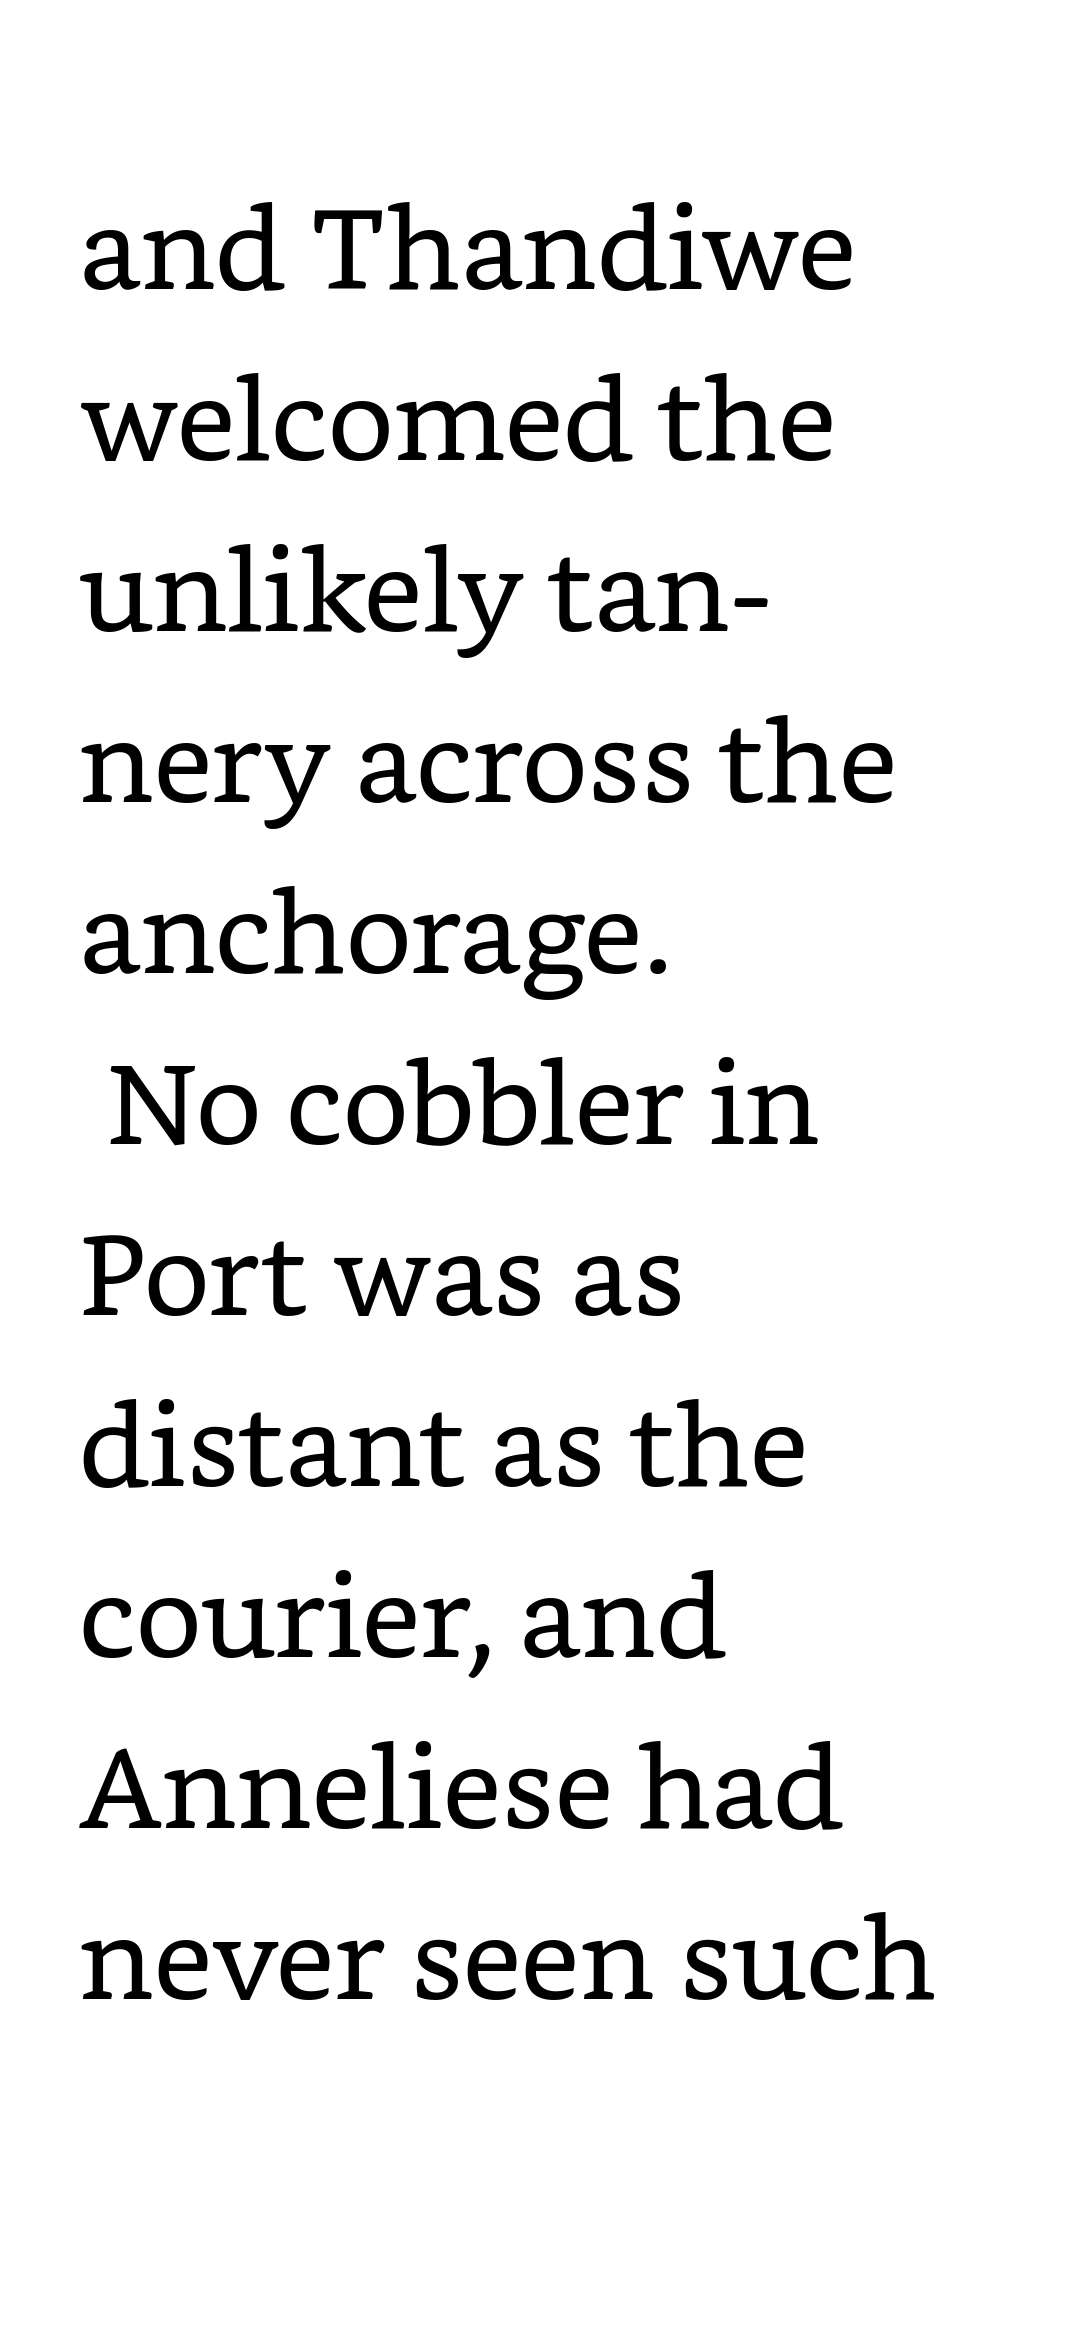 and Thandiwe
welcomed the
unlikely tan-
nery across the
anchorage.
No cobbler in
Port was as
distant as the
courier, and
Anneliese had
never seen such